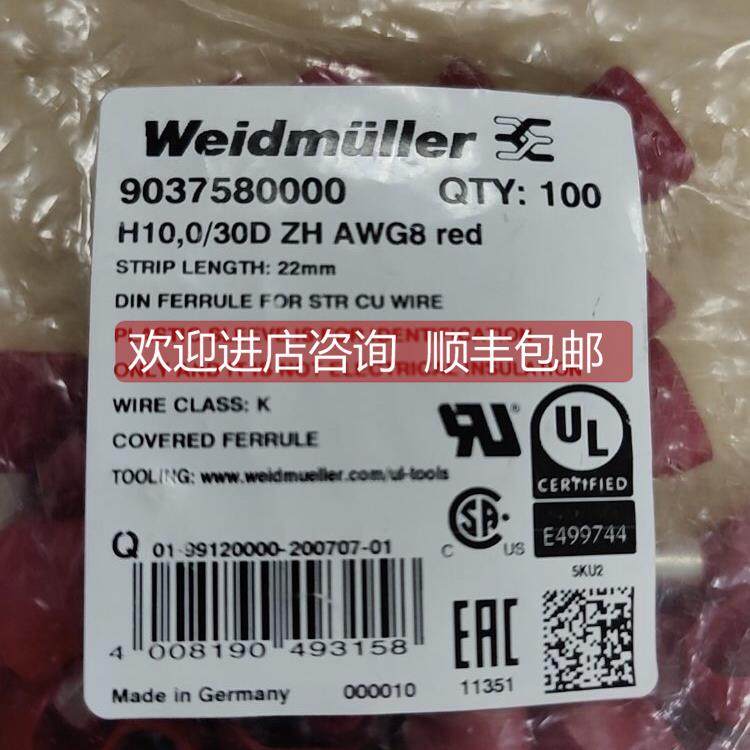 Weidmüller
9037580000 QTY: 100
H10,0/30D ZH AWG8 red
STRIP LENGTH: 22mm
DIN FERRULE FOR STR CU WIRE
欢迎进店咨询 顺丰包邮
WIRE CLASS: K
COVERED FERRULE
TOOLING: www.weidmueller.com/ul-tools
UL
CERTIFIED
E499744
5KU2
C US
Q 01-99120000-200707-01
4 008190 493158
EAC
Made in Germany 000010 11351